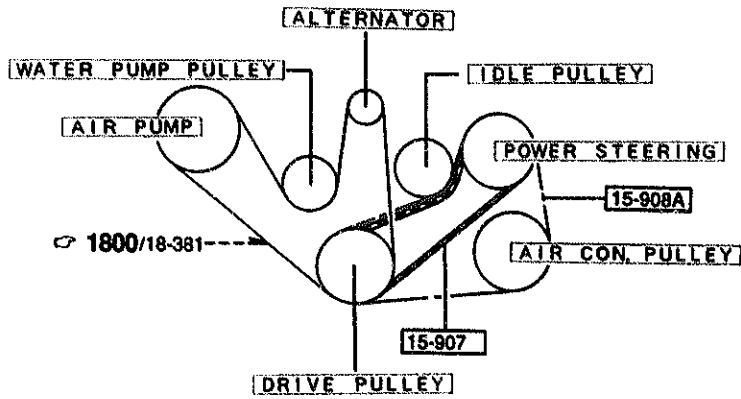 ALTERNATOR
WATER PUMP PULLEY
IDLE PULLEY
AIR PUMP
POWER STEERING
15-908A
☞ 1800/18-381
AIR CON. PULLEY
15-907
DRIVE PULLEY